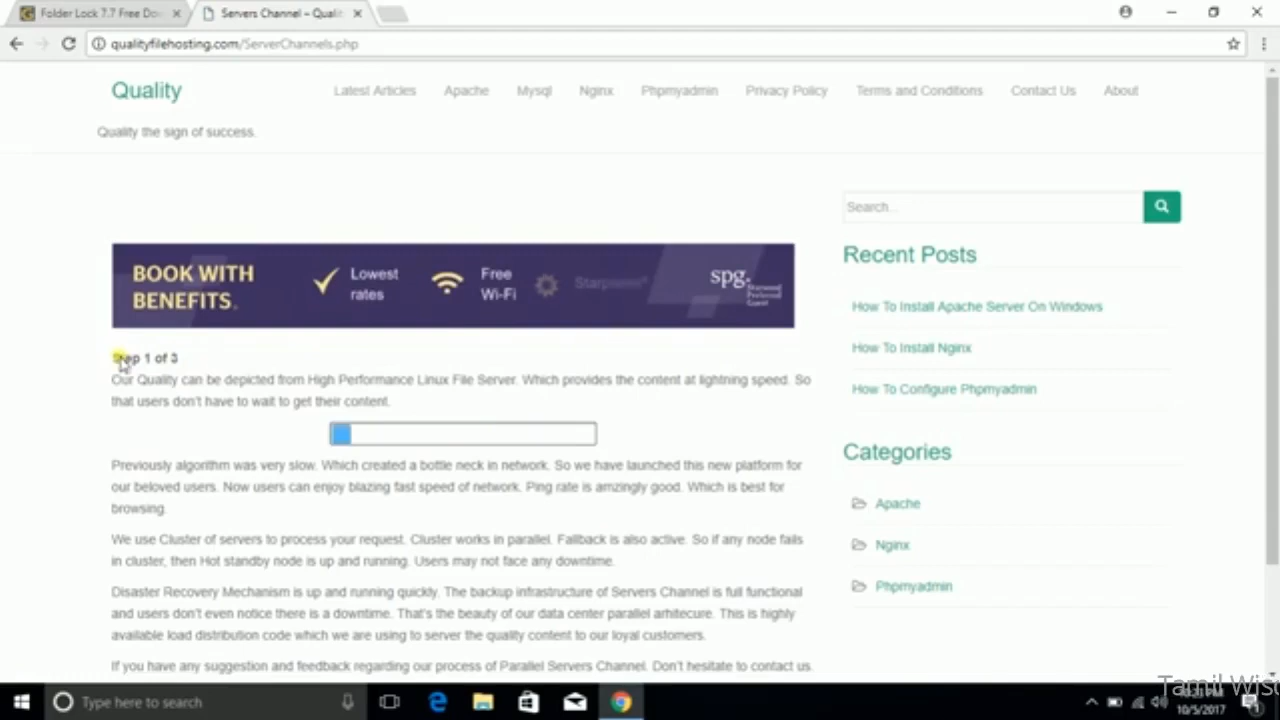 Folder Lock 7.7 Free Do
Servers Channel – Quali
qualityfilehosting.com/ServerChannels.php
Quality
Latest Articles
Apache
Mysql
Nginx
Phpmyadmin
Privacy Policy
Terms and Conditions
Contact Us
About
Quality the sign of success.
Search...
BOOK WITH
BENEFITS.
Lowest
rates
Free
Wi-Fi
spg.
Recent Posts
How To Install Apache Server On Windows
How To Install Nginx
How To Configure Phpmyadmin
Step 1 of 3
Our Quality can be depicted from High Performance Linux File Server. Which provides the content at lightning speed. So
that users don't have to wait to get their content.
Previously algorithm was very slow. Which created a bottle neck in network. So we have launched this new platform for
our beloved users. Now users can enjoy blazing fast speed of network. Ping rate is amzingly good. Which is best for
browsing.
We use Cluster of servers to process your request. Cluster works in parallel. Fallback is also active. So if any node fails
in cluster, then Hot standby node is up and running. Users may not face any downtime.
Disaster Recovery Mechanism is up and running quickly. The backup infrastructure of Servers Channel is full functional
and users don't even notice there is a downtime. That's the beauty of our data center parallel arhitecure. This is highly
available load distribution code which we are using to server the quality content to our loyal customers.
If you have any suggestion and feedback regarding our process of Parallel Servers Channel. Don't hesitate to contact us.
Categories
Apache
Nginx
Phpmyadmin
Type here to search
Tamil Wis
10/5/2017